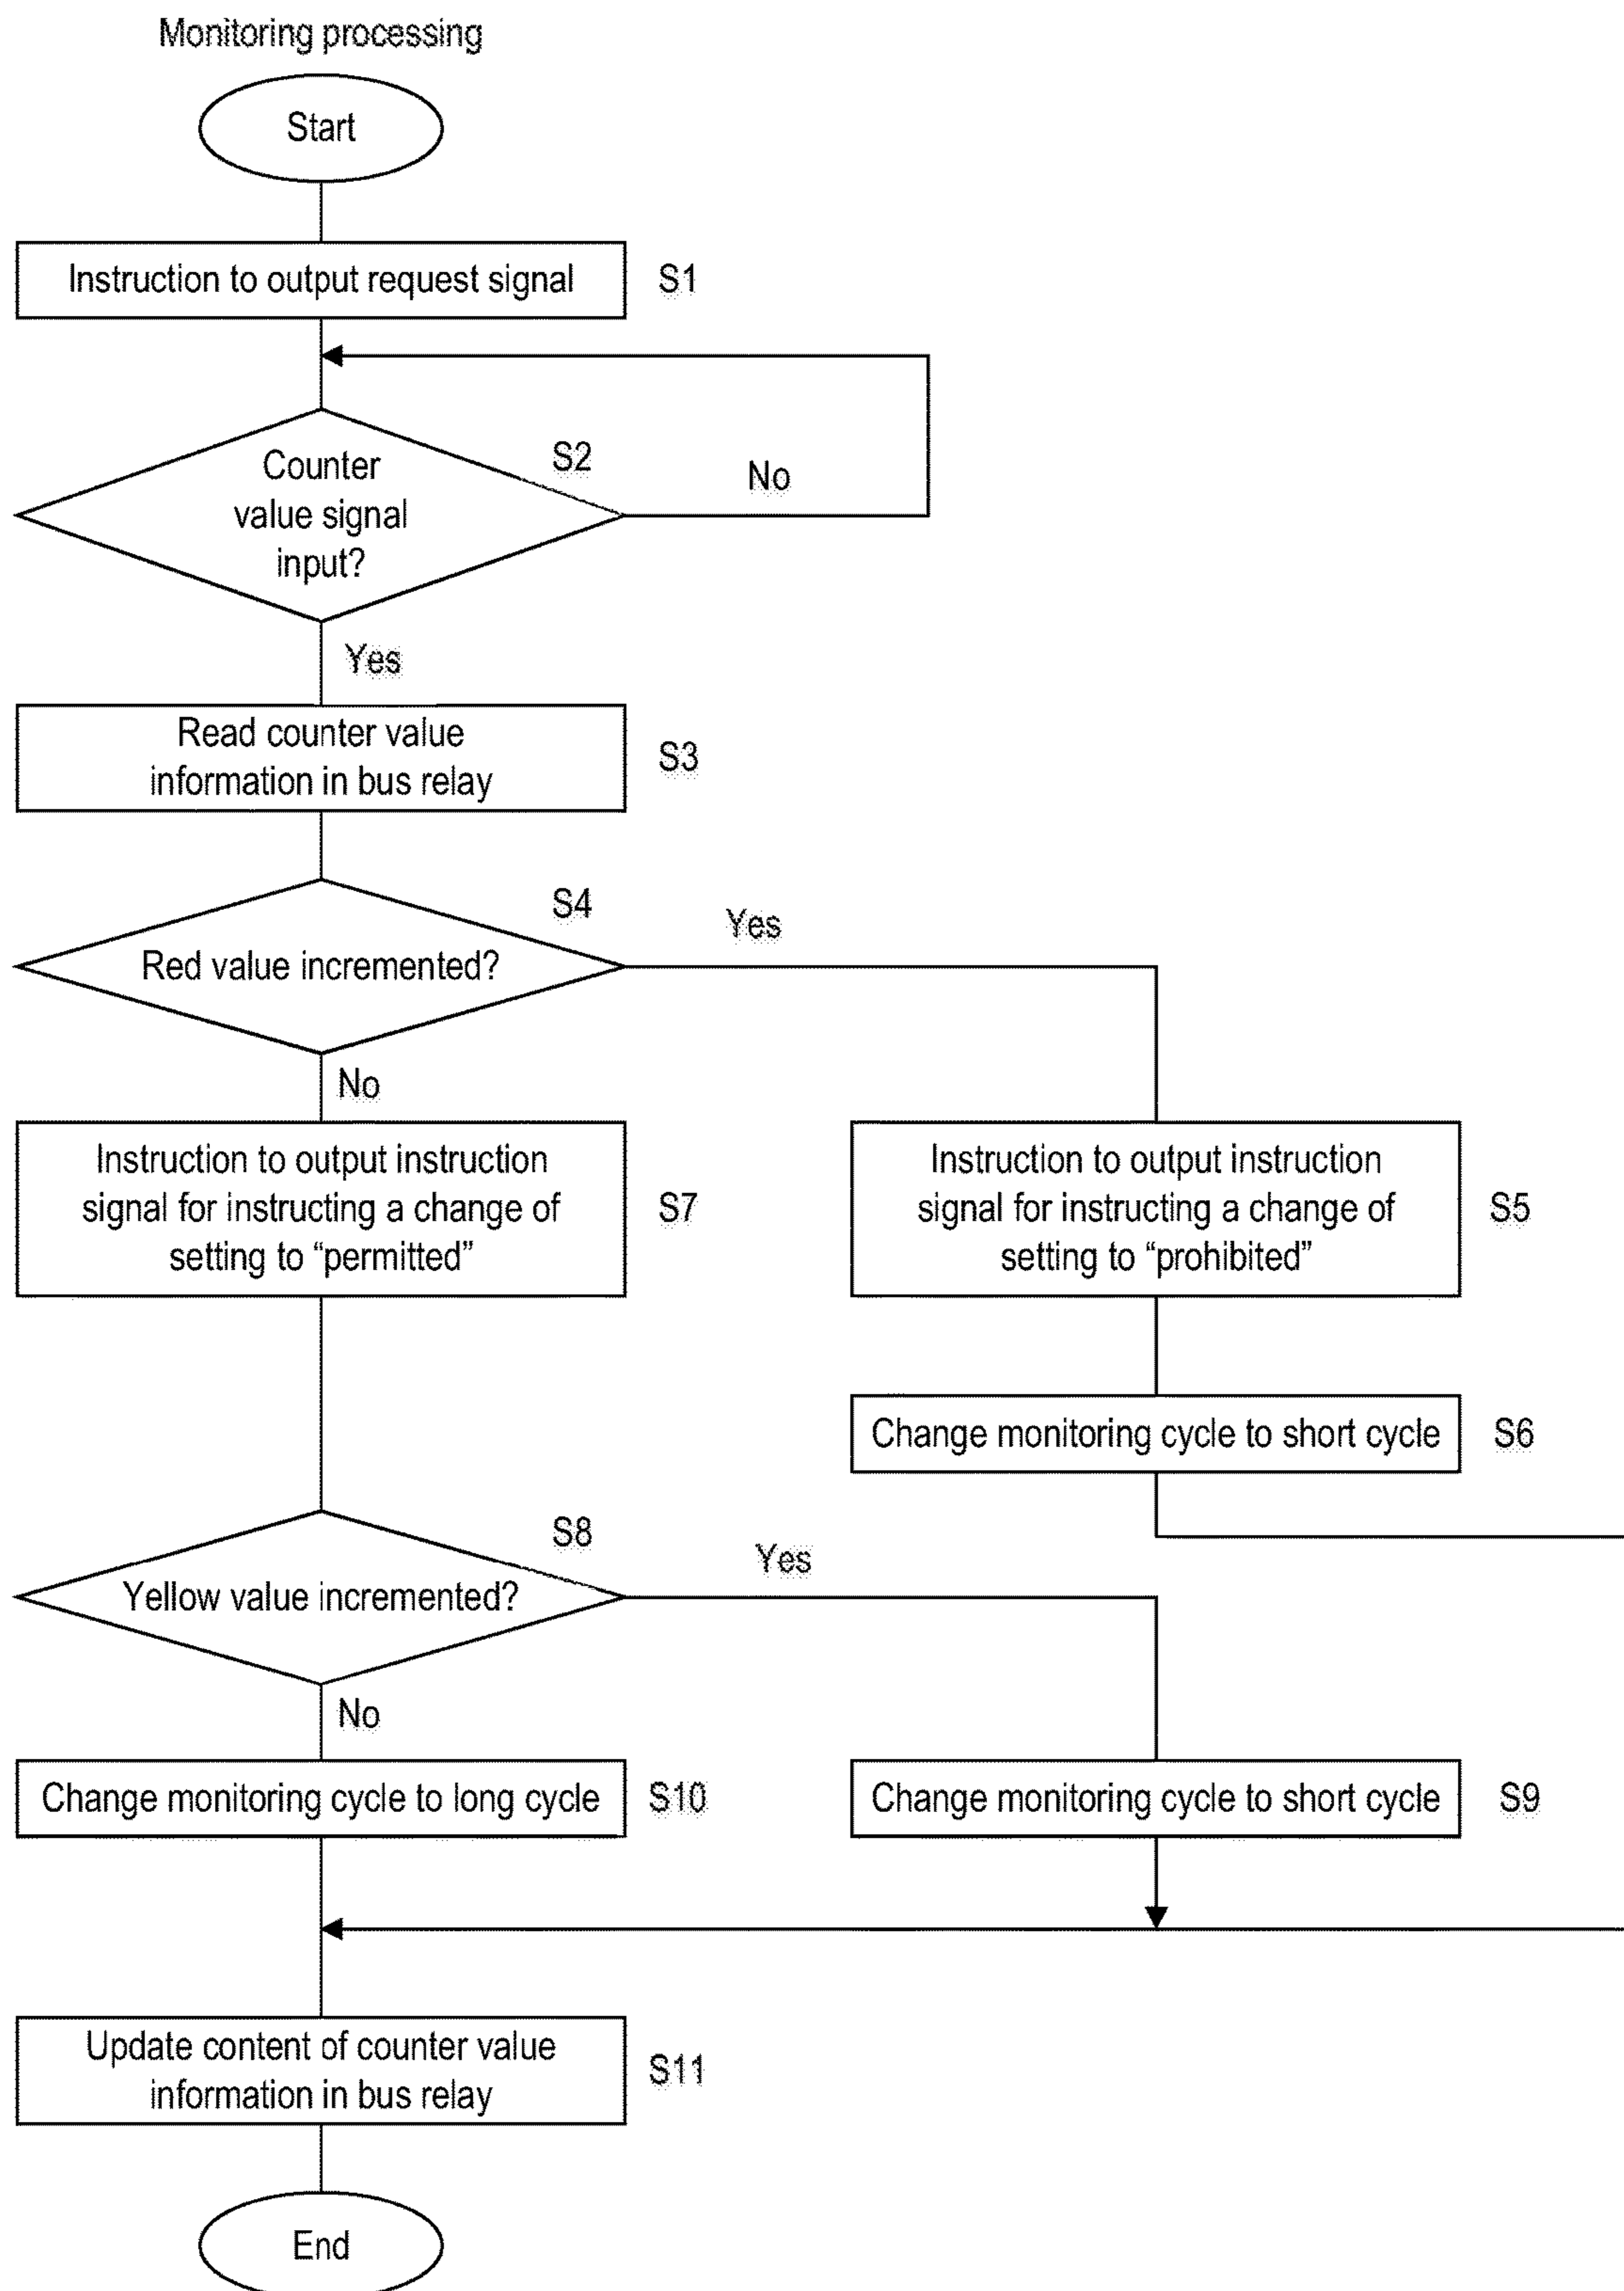 Monitoring processing
Start
Instruction to output request signal
S1
Counter
value signal
input?
S2
No
Yes
Read counter value
information in bus relay
S3
Red value incremented?
S4
Yes
No
Instruction to output instruction
signal for instructing a change of
setting to “permitted”
S7
Instruction to output instruction
signal for instructing a change of
setting to “prohibited”
S5
Change monitoring cycle to short cycle
S6
Yellow value incremented?
S8
Yes
No
Change monitoring cycle to long cycle
S10
Change monitoring cycle to short cycle
S9
Update content of counter value
information in bus relay
S11
End